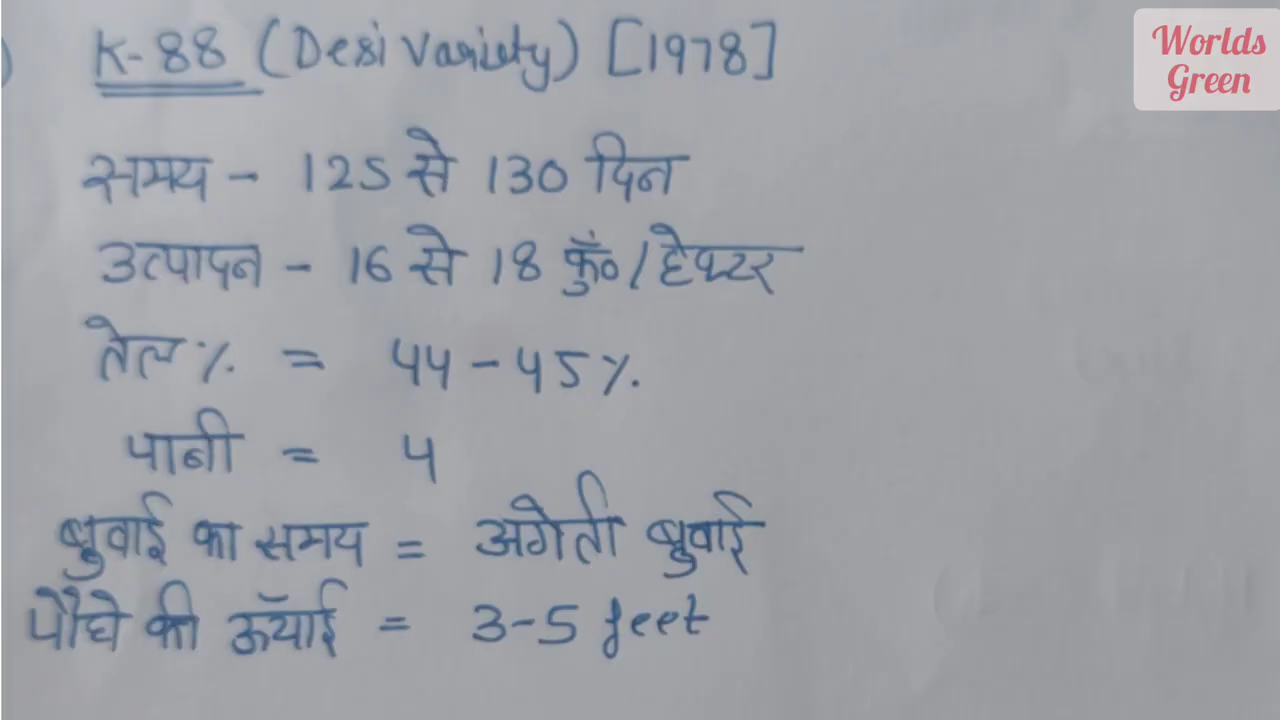 ) K-88 (Desi Variety) [1978]
Worlds
Green
समय - 125 से 130 दिन
उत्पादन - 16 से 18 कुँ०/हेक्टर
तेल % = 44 - 45%
पानी = 4
बुवाई का समय = अगेती बुवाई
पौधे की ऊँचाई = 3-5 feet